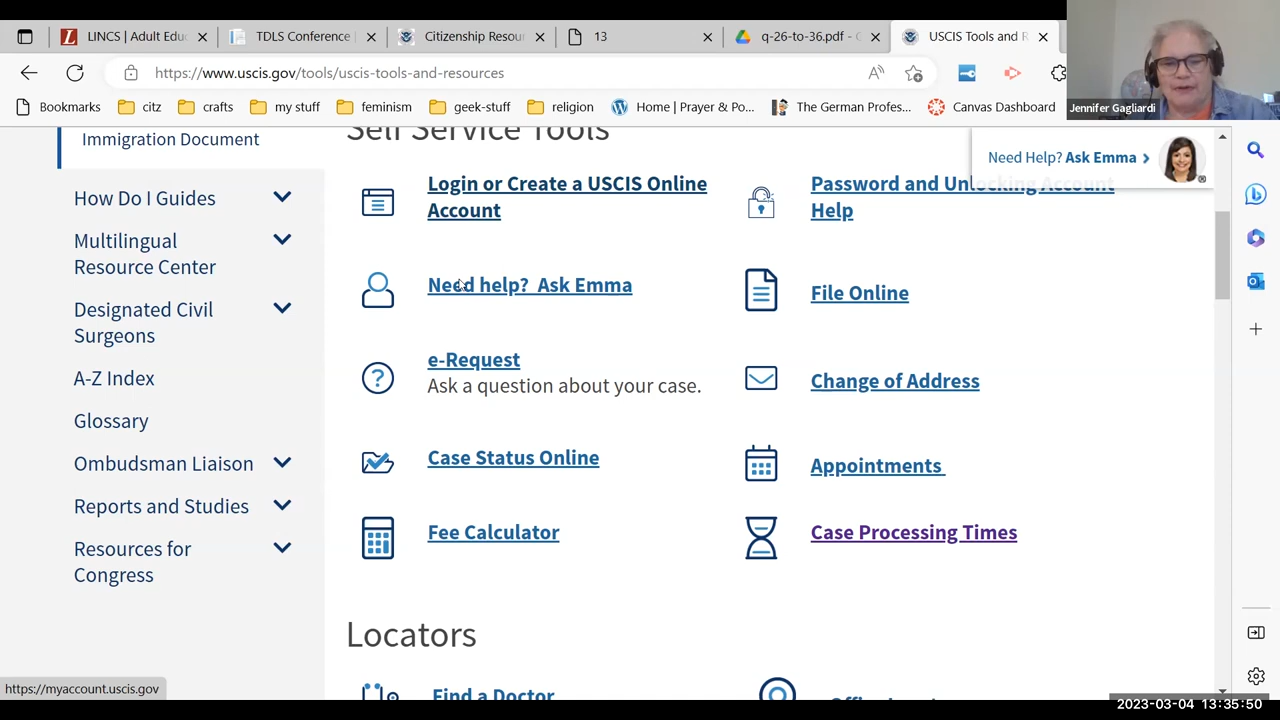 LINCS | Adult Edu
TDLS Conference
Citizenship Resou
13
q-26-to-36.pdf -
USCIS Tools and R
https://www.uscis.gov/tools/uscis-tools-and-resources
Bookmarks
citz
crafts
my stuff
feminism
geek-stuff
religion
Home | Prayer & Po...
The German Profes...
Canvas Dashboard
Jennifer Gagliardi
Immigration Document
How Do I Guides
Multilingual
Resource Center
Designated Civil
Surgeons
A-Z Index
Glossary
Ombudsman Liaison
Reports and Studies
Resources for
Congress
Self Service Tools
Need Help? Ask Emma
Login or Create a USCIS Online
Account
Password and Unlocking Account
Help
Need help? Ask Emma
File Online
e-Request
Ask a question about your case.
Change of Address
Case Status Online
Appointments
Fee Calculator
Case Processing Times
Locators
Find a Doctor
https://myaccount.uscis.gov
2023-03-04 13:35:50